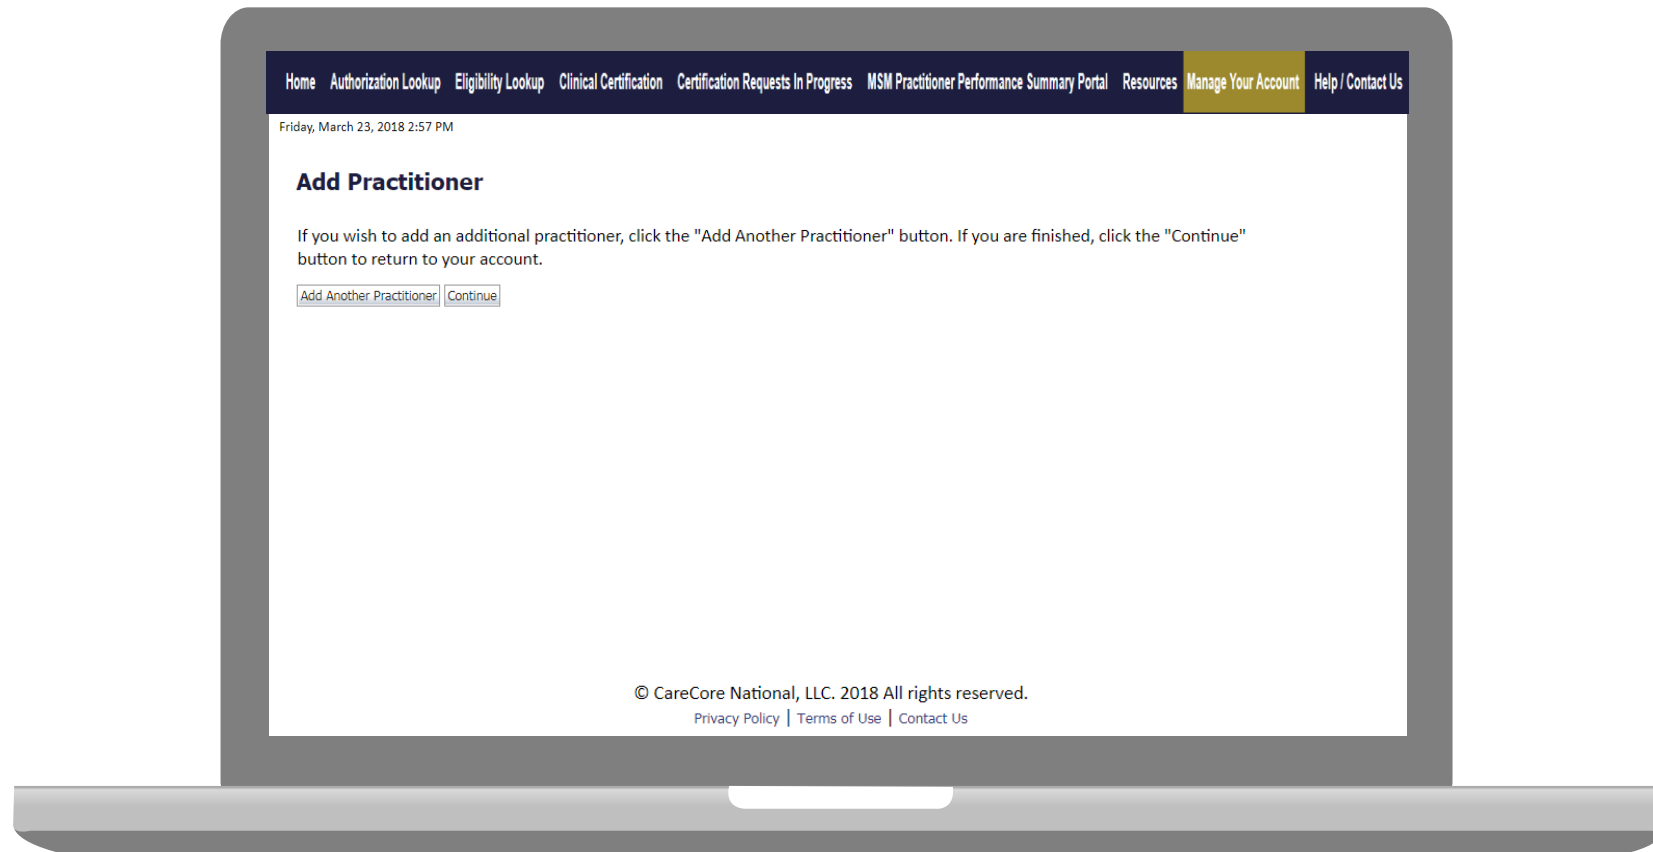 Home Authorization Lookup Eligibility Lookup Clinical Certification Certification Requests In Progress MSM Practitioner Performance Summary Portal Resources Manage Your Account Help / Contact Us
Friday, March 23, 2018 2:57 PM
Add Practitioner
If you wish to add an additional practitioner, click the "Add Another Practitioner" button. If you are finished, click the "Continue"
button to return to your account.
Add Another Practitioner Continue
© CareCore National, LLC. 2018 All rights reserved.
Privacy Policy | Terms of Use | Contact Us